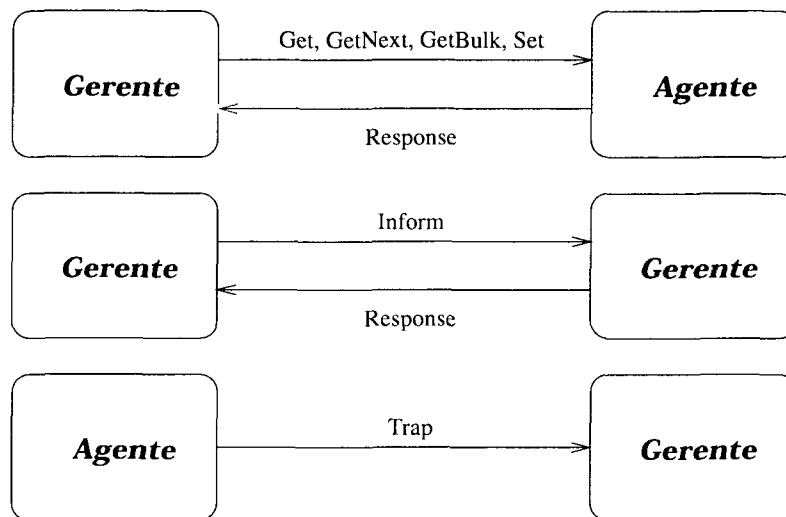 Get, GetNext, GetBulk, Set
Gerente
Agente
Response
Inform
Gerente
Gerente
Response
Trap
Agente
Gerente